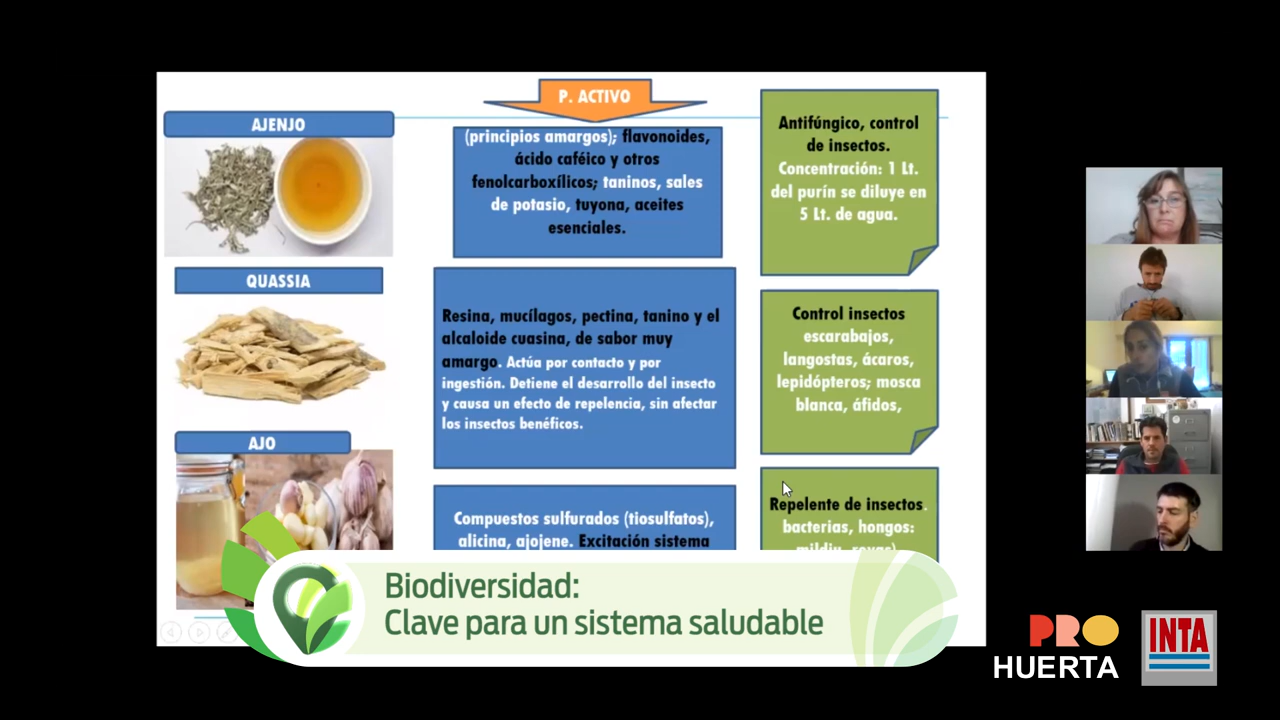 P. ACTIVO
AJENJO
(principios amargos); flavonoides,
ácido caféico y otros
fenolcarboxílicos; taninos, sales
de potasio, tuyona, aceites
esenciales.
Antifúngico, control
de insectos.
Concentración: 1 Lt.
del purín se diluye en
5 Lt. de agua.
QUASSIA
Resina, mucílagos, pectina, tanino y el
alcaloide cuasina, de sabor muy
amargo. Actúa por contacto y por
ingestión. Detiene el desarrollo del insecto
y causa un efecto de repelencia, sin afectar
los insectos benéficos.
Control insectos
escarabajos,
langostas, ácaros,
lepidópteros; mosca
blanca, áfidos,
AJO
Compuestos sulfurados (tiosulfatos),
alicina, ajojene. Excitación sistema
Repelente de insectos.
bacterias, hongos:
Biodiversidad:
Clave para un sistema saludable
PRO
HUERTA
INTA